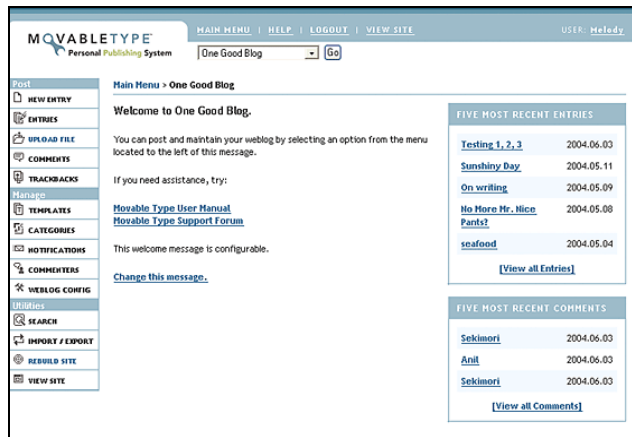 MOVABLETYPE™
Personal Publishing System
MAIN MENU | HELP | LOGOUT | VIEW SITE
USER: Melody
One Good Blog
Go
Post
NEW ENTRY
ENTRIES
UPLOAD FILE
COMMENTS
TRACKBACKS
Manage
TEMPLATES
CATEGORIES
NOTIFICATIONS
COMMENTERS
WEBLOG CONFIG
Utilities
SEARCH
IMPORT / EXPORT
REBUILD SITE
VIEW SITE
Main Menu > One Good Blog
Welcome to One Good Blog.
You can post and maintain your weblog by selecting an option from the menu
located to the left of this message.
If you need assistance, try:
Movable Type User Manual
Movable Type Support Forum
This welcome message is configurable.
Change this message.
FIVE MOST RECENT ENTRIES
Testing 1, 2, 3 2004.06.03
Sunshiny Day 2004.05.11
On writing 2004.05.09
No More Mr. Nice 2004.05.08
Pants?
seafood 2004.05.04
[View all Entries]
FIVE MOST RECENT COMMENTS
Sekimori 2004.06.03
Anil 2004.06.03
Sekimori 2004.06.03
[View all Comments]